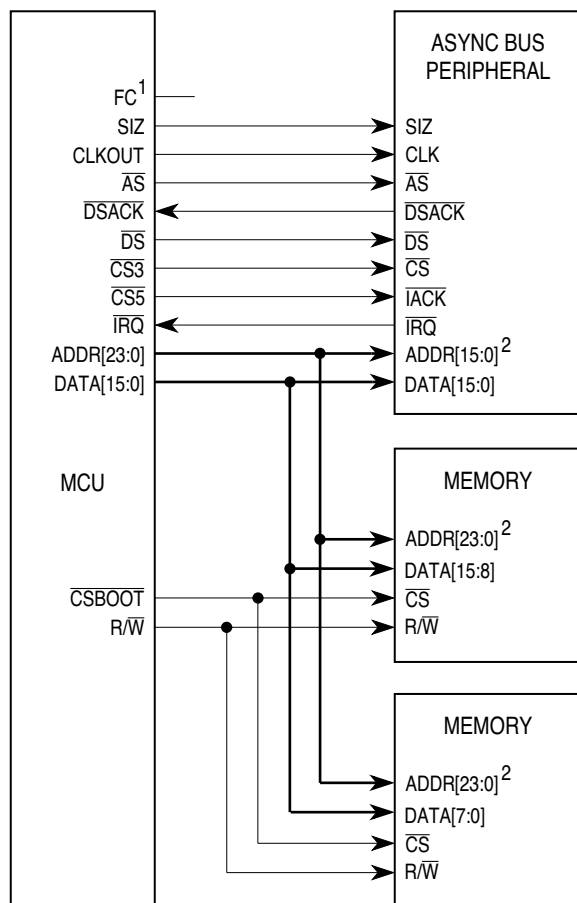 ASYNC BUS
PERIPHERAL
FC1
SIZ
CLKOUT
AS
DSACK
DS
CS3
CS5
IRQ
ADDR[23:0]
DATA[15:0]
MCU
CSBOOT
R/W
SIZ
CLK
AS
DSACK
DS
CS
IACK
IRQ
ADDR[15:0]2
DATA[15:0]
MEMORY
ADDR[23:0]2
DATA[15:8]
CS
R/W
MEMORY
ADDR[23:0]2
DATA[7:0]
CS
R/W